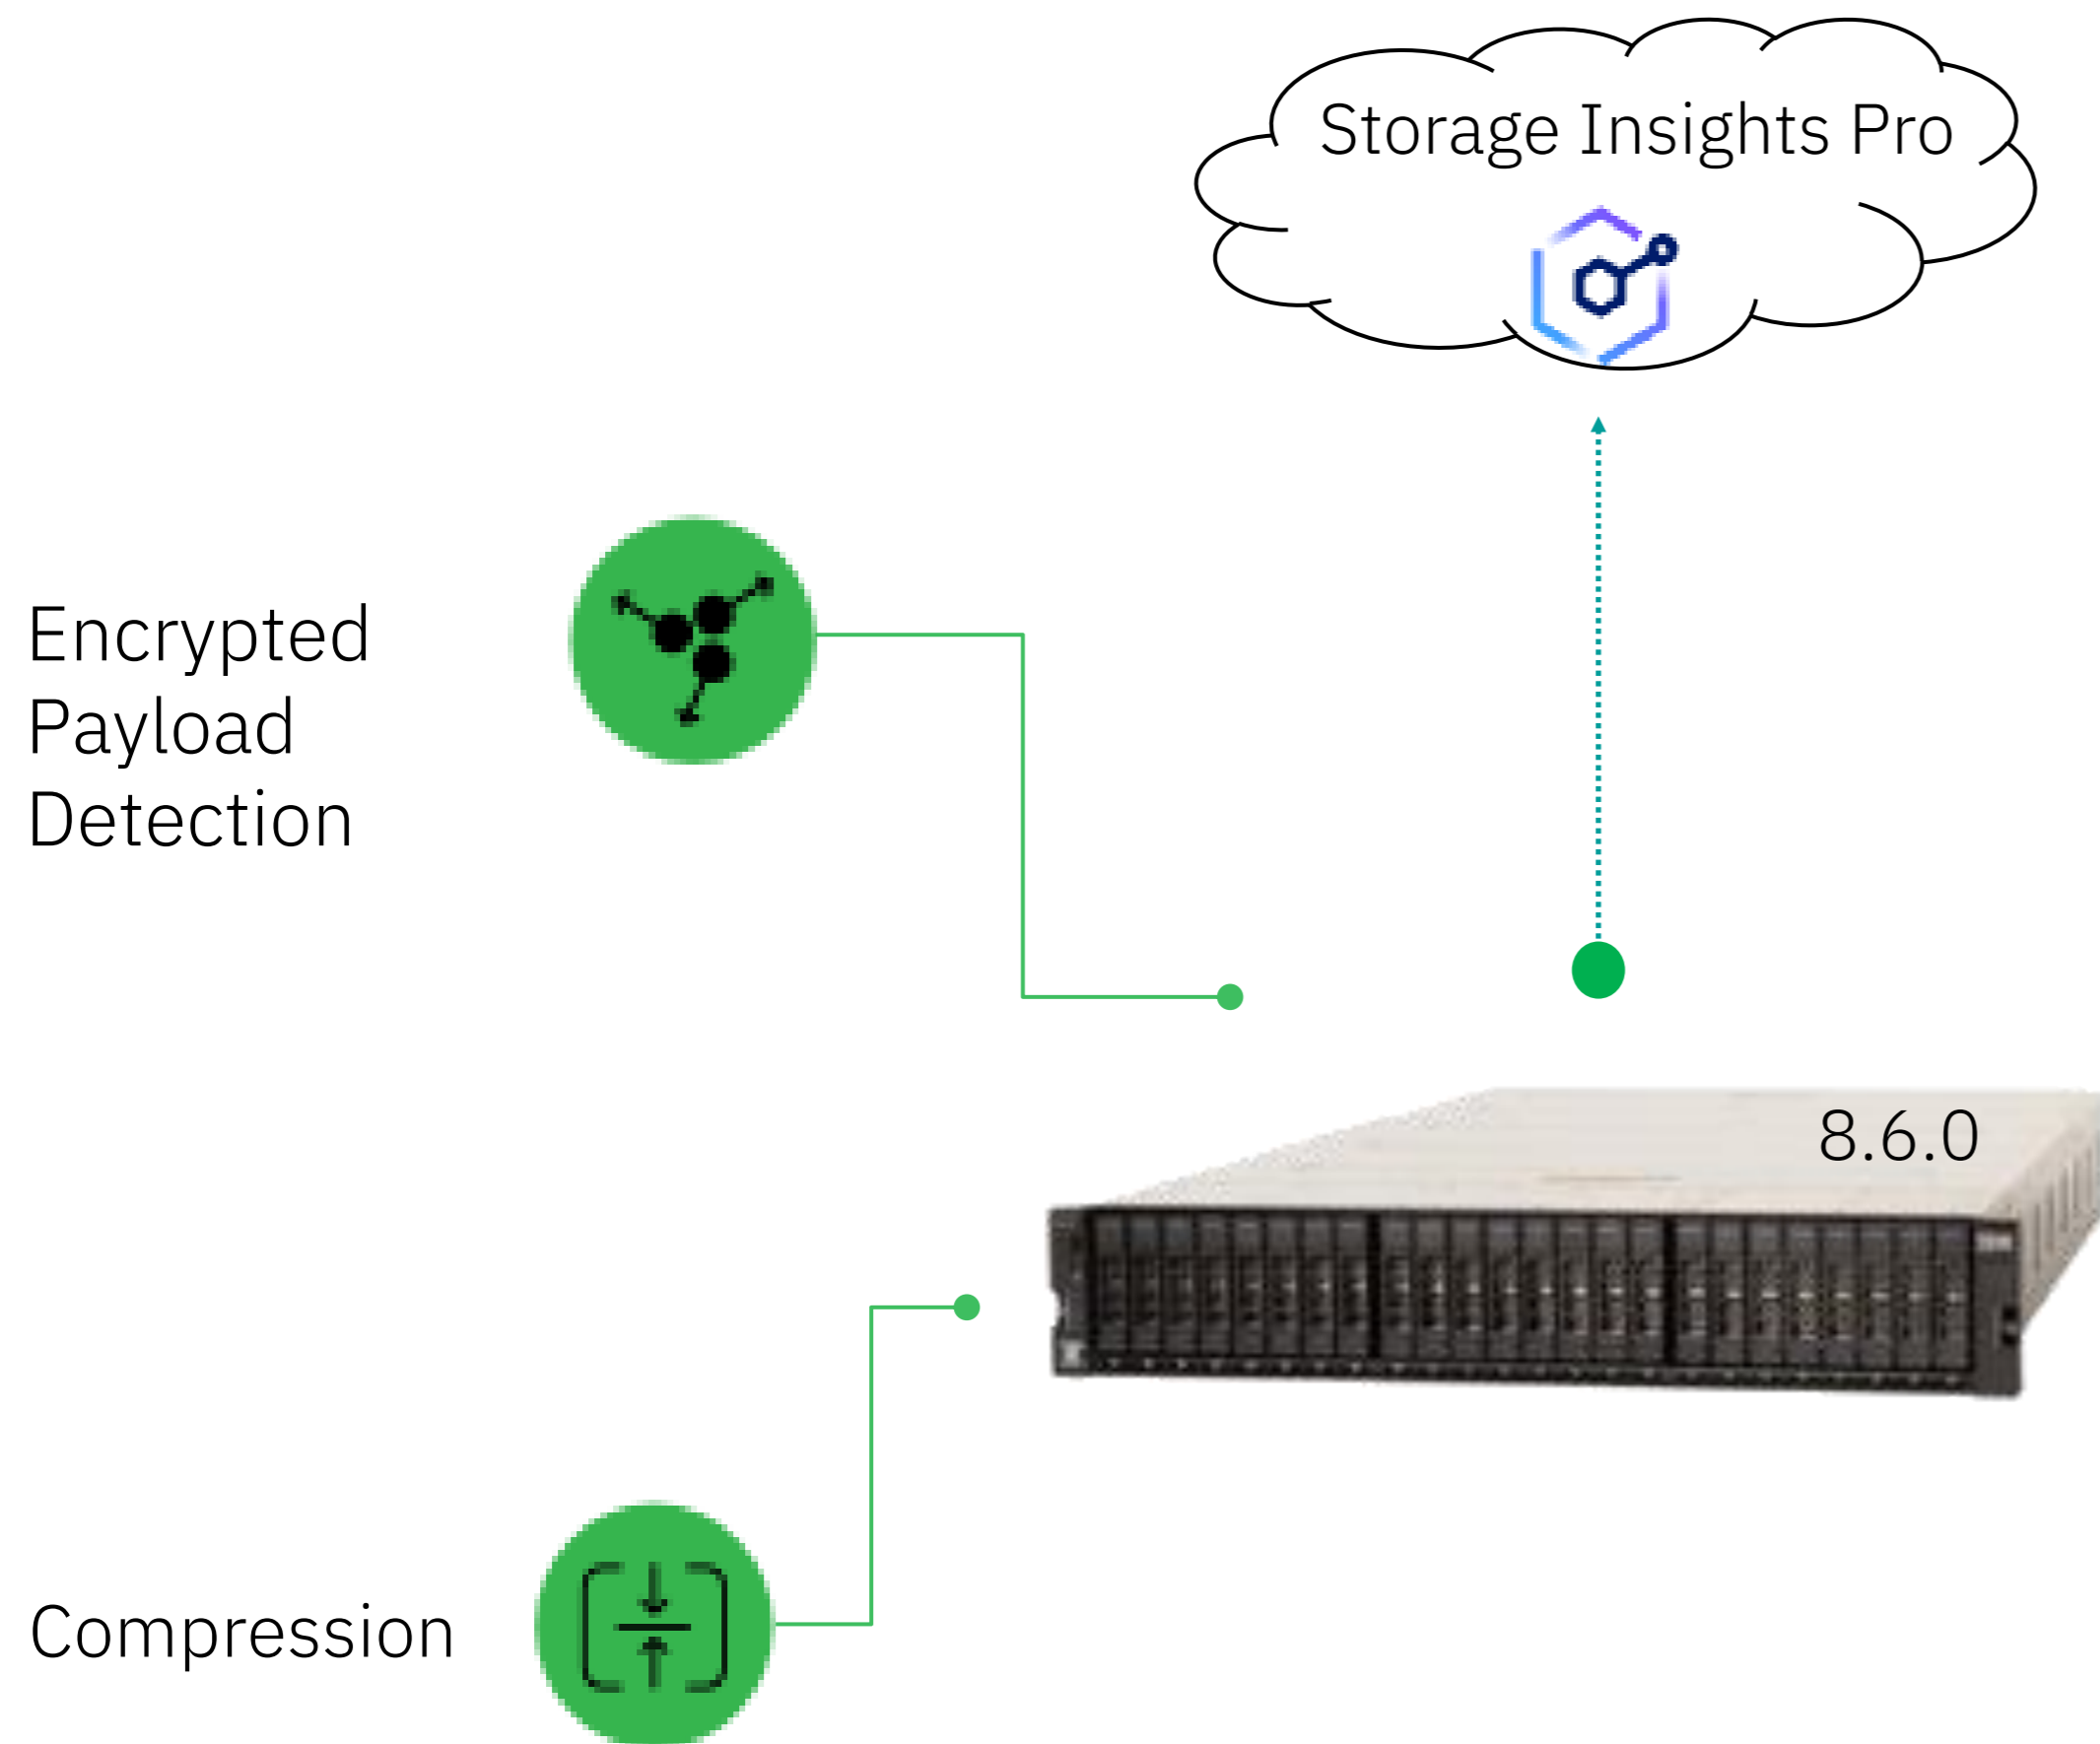 Storage Insights Pro
Encrypted
Payload
Detection
8.6.0
Compression